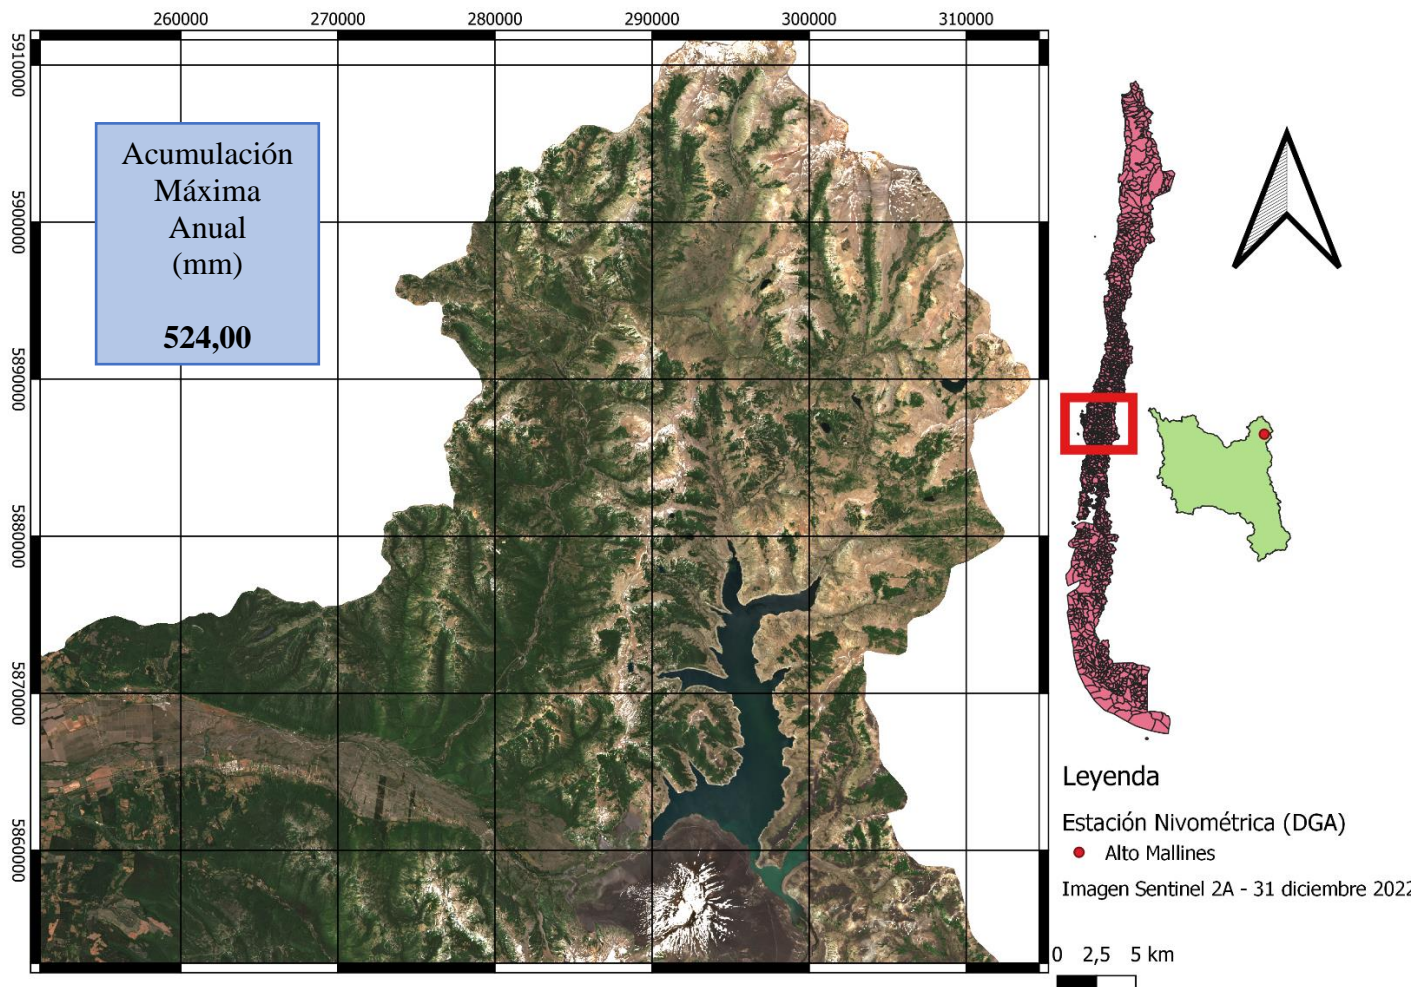 260000 270000 280000 290000 300000 310000
5910000
5900000
5890000
5880000
5870000
5860000
Acumulación
Máxima
Anual
(mm)
524,00
Leyenda
Estación Nivométrica (DGA)
Alto Mallines
Imagen Sentinel 2A - 31 diciembre 2022
0 2,5 5 km